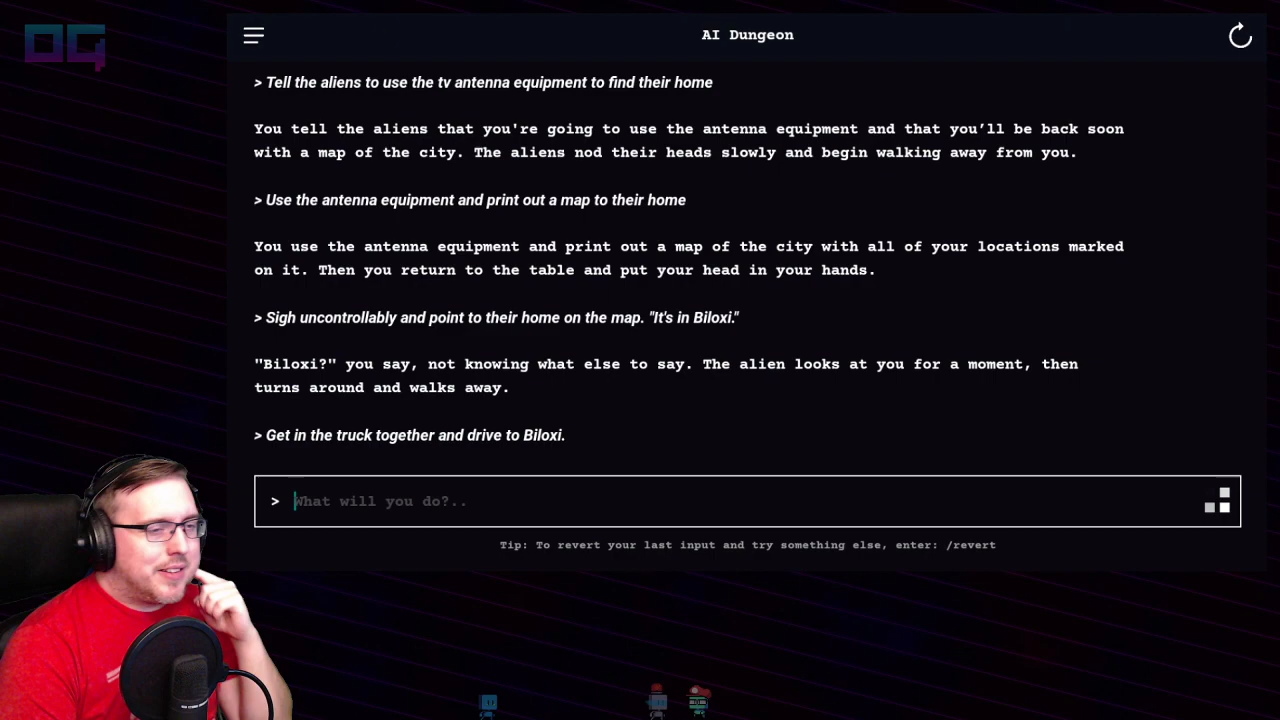 OG
AI Dungeon
> Tell the aliens to use the tv antenna equipment to find their home
You tell the aliens that you're going to use the antenna equipment and that you’ll be back soon
with a map of the city. The aliens nod their heads slowly and begin walking away from you.
> Use the antenna equipment and print out a map to their home
You use the antenna equipment and print out a map of the city with all of your locations marked
on it. Then you return to the table and put your head in your hands.
> Sigh uncontrollably and point to their home on the map. "It's in Biloxi."
"Biloxi?" you say, not knowing what else to say. The alien looks at you for a moment, then
turns around and walks away.
> Get in the truck together and drive to Biloxi.
> What will you do?..
Tip: To revert your last input and try something else, enter: /revert